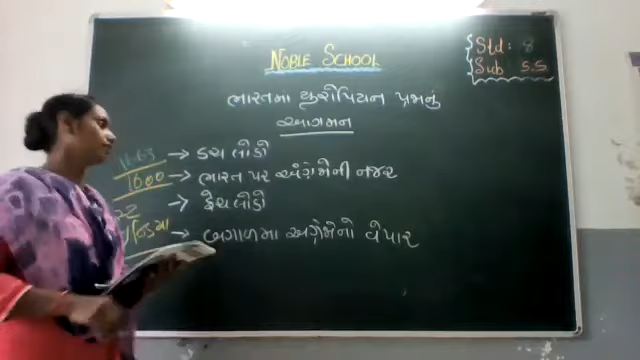 NOBLE SCHOOL
Std: 8
Sub S.S
ભારતમાં યુરોપિયન પ્રજાનું
આગમન
→ ડચ લોકો
1600 → ભારત પર અંગ્રેજોની નજર
→ ફ્રેંચ લોકો
→ બંગાળમાં અંગ્રેજોનો વેપાર